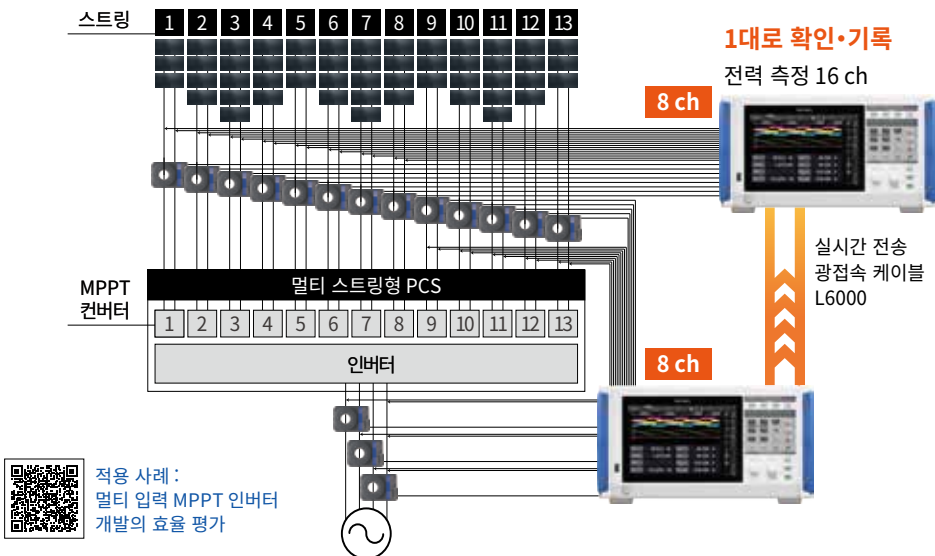 스트링
1 2 3 4 5 6 7 8 9 10 11 12 13
1대로 확인•기록
전력 측정 16 ch
8 ch
실시간 전송
광접속 케이블
L6000
MPPT
컨버터
멀티 스트링형 PCS
1 2 3 4 5 6 7 8 9 10 11 12 13
인버터
8 ch
적용 사례 :
멀티 입력 MPPT 인버터
개발의 효율 평가